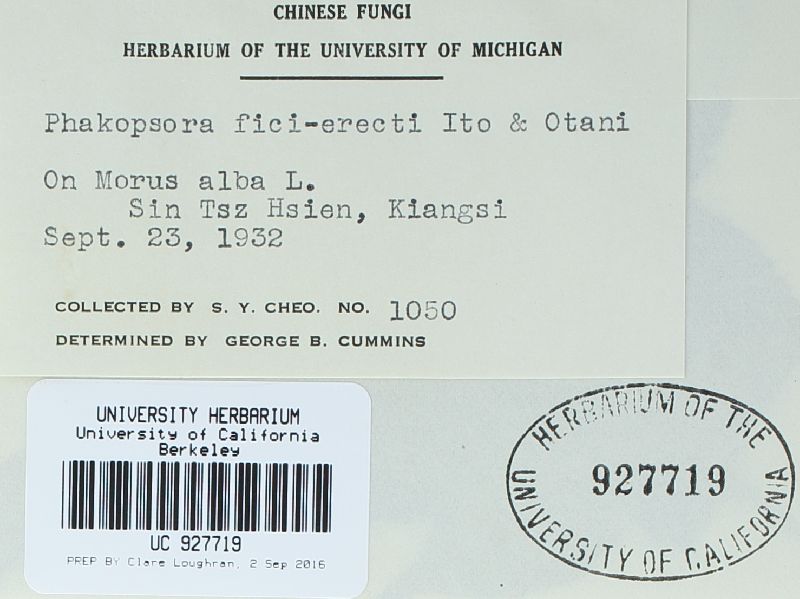 CHINESE FUNGI
HERBARIUM OF THE UNIVERSITY OF MICHIGAN
Phakopsora fici-erecti Ito & Otani
On Morus alba L.
Sin Tsz Hsien, Kiangsi
Sept. 23, 1932
COLLECTED BY S. Y. CHEO. NO. 1050
DETERMINED BY GEORGE B. CUMMINS
UNIVERSITY HERBARIUM
University of California
Berkeley
UC 927719
PREP BY Clare Loughran, 2 Sep 2016
HERBARIUM OF THE
927719
UNIVERSITY OF CALIFORNIA